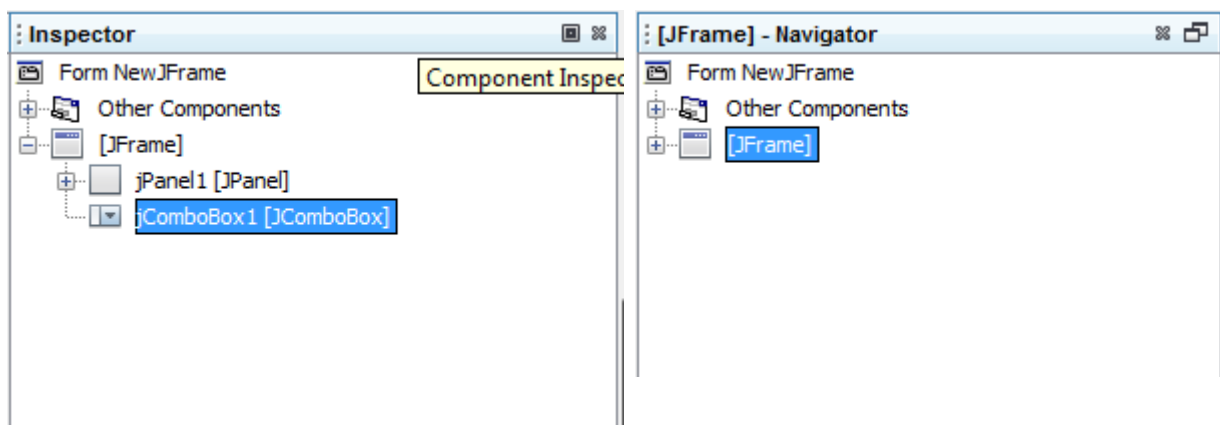 Inspector
Form NewJFrame
Component Inspec
Other Components
[JFrame]
jPanel1 [JPanel]
jComboBox1 [JComboBox]
[JFrame] - Navigator
Form NewJFrame
Other Components
[JFrame]